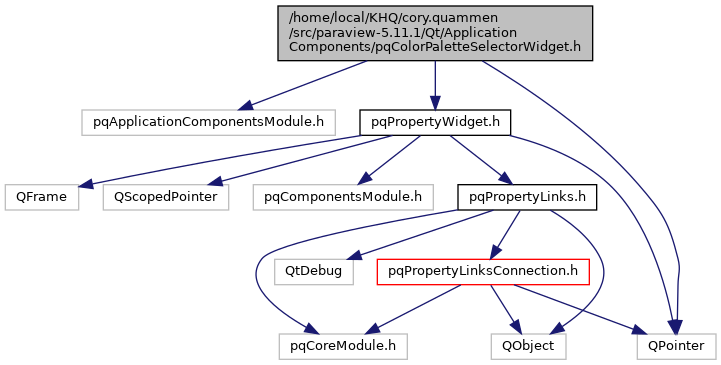 /home/local/KHQ/cory.quammen
/src/paraview-5.11.1/Qt/Application
Components/pqColorPaletteSelectorWidget.h
pqApplicationComponentsModule.h
pqPropertyWidget.h
QFrame
QScopedPointer
pqComponentsModule.h
pqPropertyLinks.h
QtDebug
pqPropertyLinksConnection.h
pqCoreModule.h
QObject
QPointer